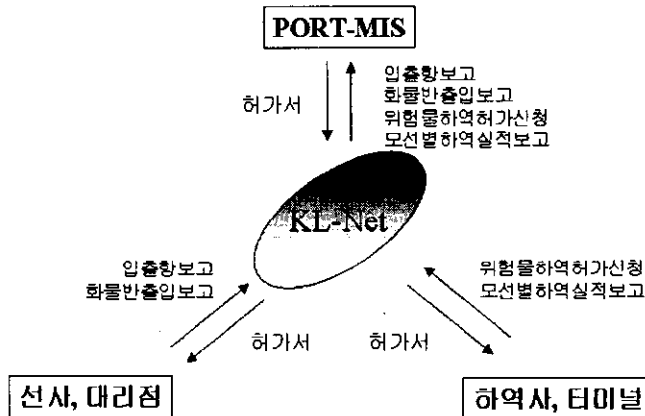 PORT-MIS
허가서
입출항보고
화물반출입보고
위험물하역허가신청
모선별하역실적보고
KL-Net
입출항보고
화물반출입보고
위험물하역허가신청
모선별하역실적보고
허가서
허가서
선사, 대리점
하역사, 터미널